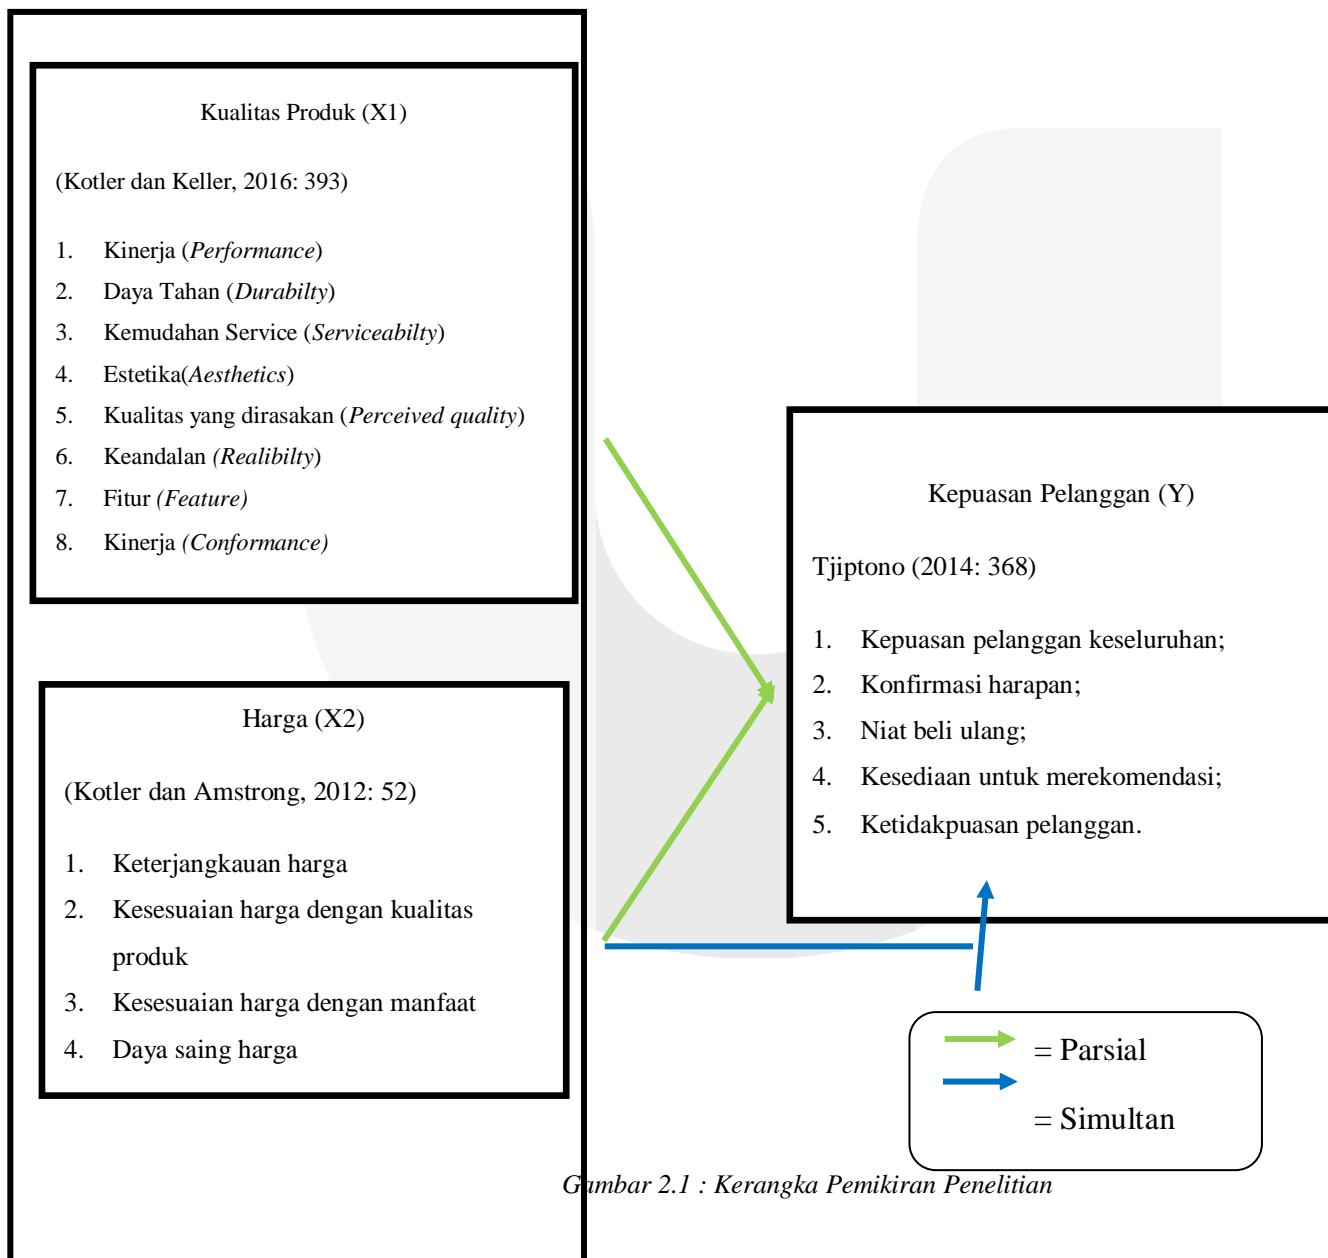 Kualitas Produk (X1)
(Kotler dan Keller, 2016: 393)
1. Kinerja (Performance)
2. Daya Tahan (Durabilty)
3. Kemudahan Service (Serviceabilty)
4. Estetika(Aesthetics)
5. Kualitas yang dirasakan (Perceived quality)
6. Keandalan (Realibilty)
7. Fitur (Feature)
8. Kinerja (Conformance)
Harga (X2)
(Kotler dan Amstrong, 2012: 52)
1. Keterjangkauan harga
2. Kesesuaian harga dengan kualitas
produk
3. Kesesuaian harga dengan manfaat
4. Daya saing harga
Kepuasan Pelanggan (Y)
Tjiptono (2014: 368)
1. Kepuasan pelanggan keseluruhan;
2. Konfirmasi harapan;
3. Niat beli ulang;
4. Kesediaan untuk merekomendasi;
5. Ketidakpuasan pelanggan.
= Parsial
= Simultan
Gambar 2.1 : Kerangka Pemikiran Penelitian